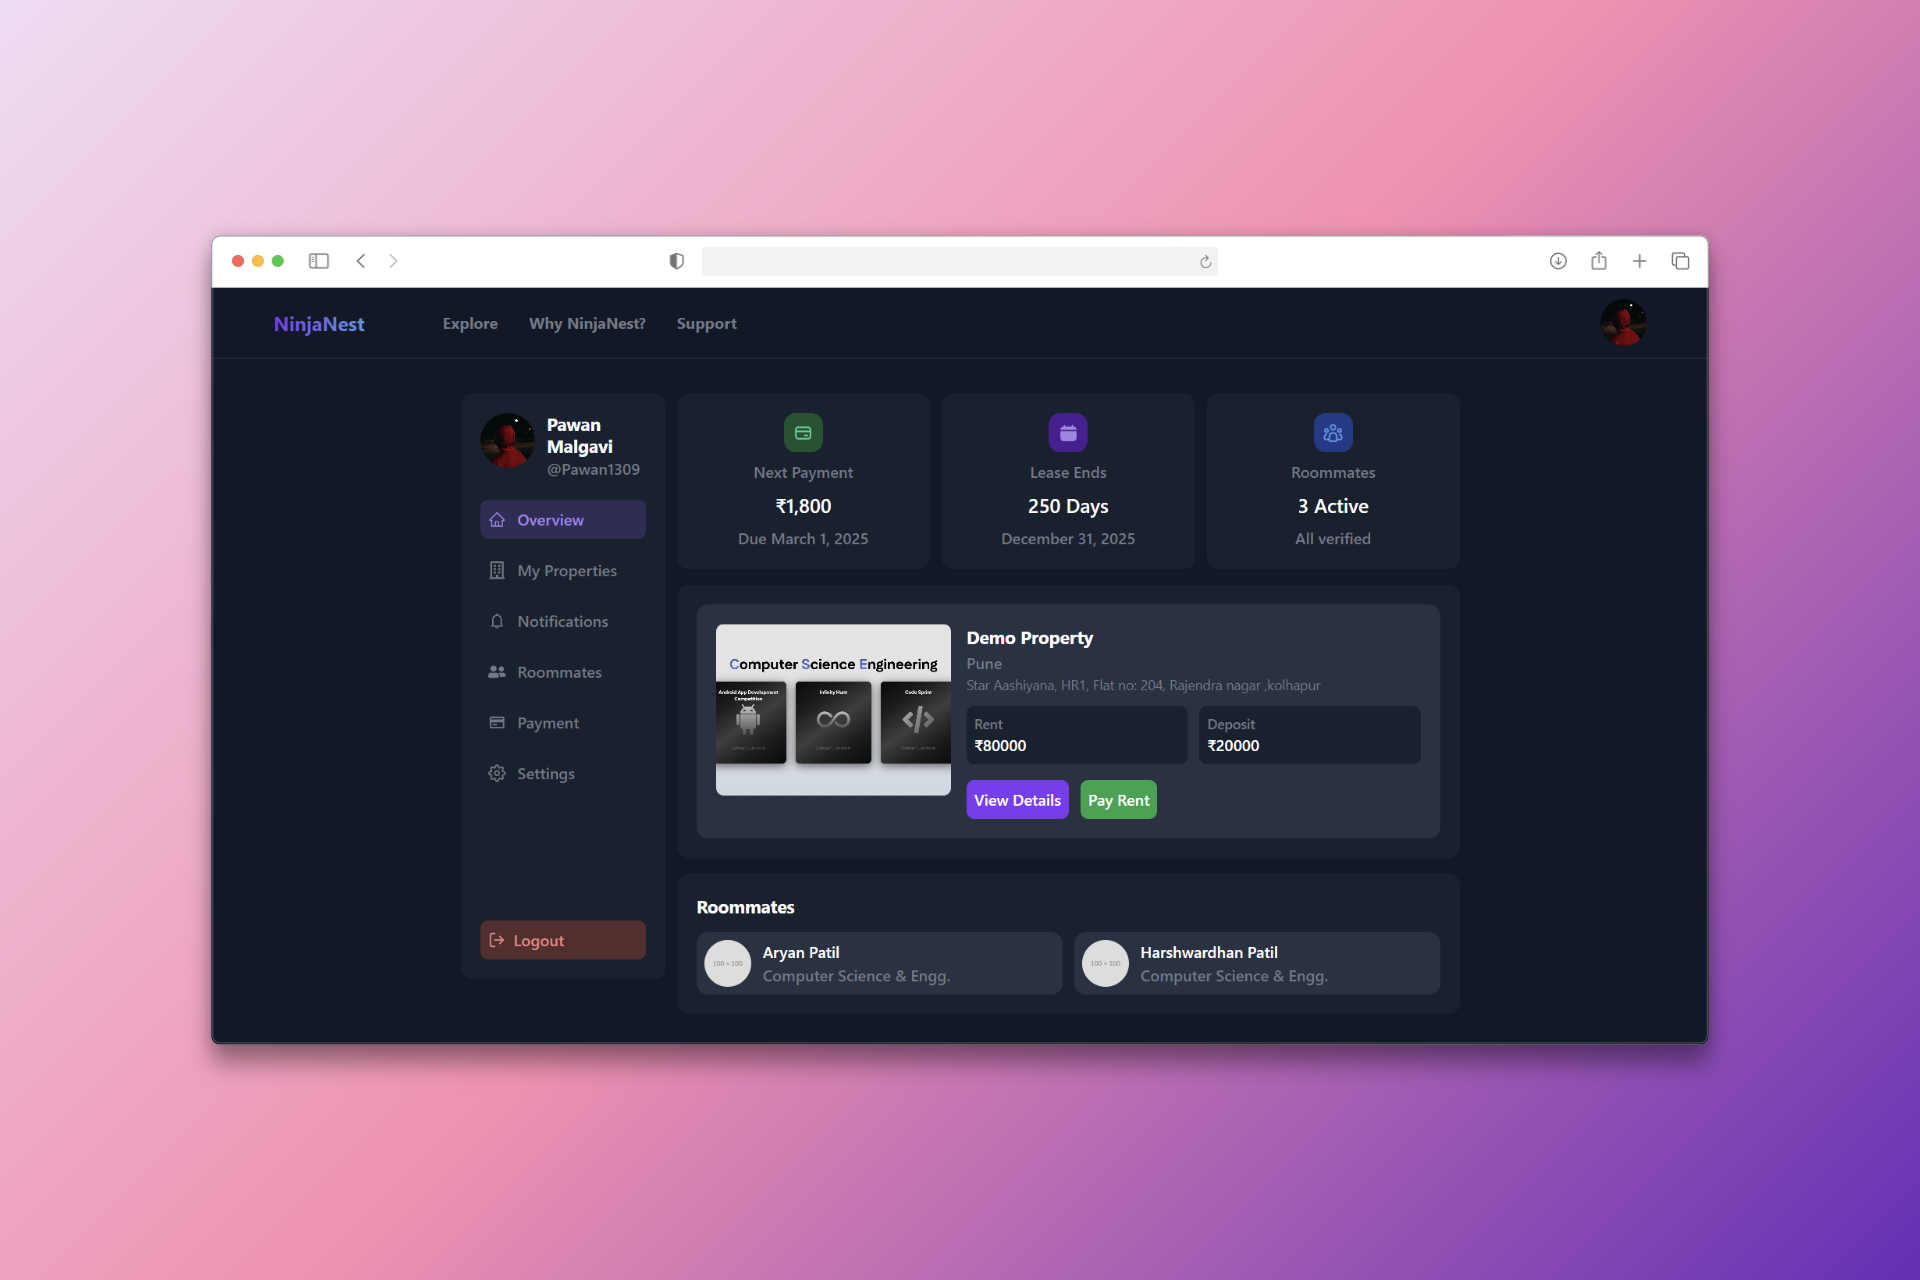 NinjaNest
Explore
Why NinjaNest?
Support
Pawan
Malgavi
@Pawan1309
Overview
My Properties
Notifications
Roommates
Payment
Settings
Logout
Next Payment
₹1,800
Due March 1, 2025
Lease Ends
250 Days
December 31, 2025
Roommates
3 Active
All verified
Computer Science Engineering
Android App Development
Competition
Infinity Hunt
Code Sprint
Demo Property
Pune
Star Aashiyana, HR1, Flat no: 204, Rajendra nagar ,kolhapur
Rent
₹80000
Deposit
₹20000
View Details
Pay Rent
Roommates
100 × 100
Aryan Patil
Computer Science & Engg.
100 × 100
Harshwardhan Patil
Computer Science & Engg.